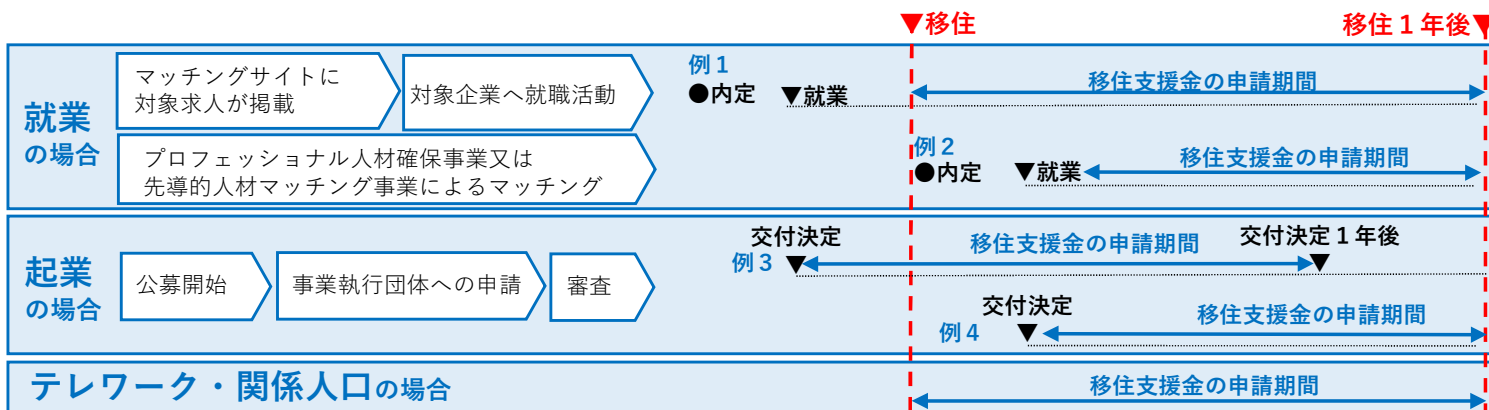 ▼移住
移住1年後▼
就業
の場合
マッチングサイトに
対象求人が掲載
対象企業へ就職活動
プロフェッショナル人材確保事業又は
先導的人材マッチング事業によるマッチング
例1
●内定
▼就業
移住支援金の申請期間
例2
●内定
▼就業
移住支援金の申請期間
起業
の場合
公募開始
事業執行団体への申請
審査
交付決定
例3
▼
移住支援金の申請期間
交付決定1年後
▼
交付決定
例4
▼
移住支援金の申請期間
テレワーク・関係人口の場合
移住支援金の申請期間